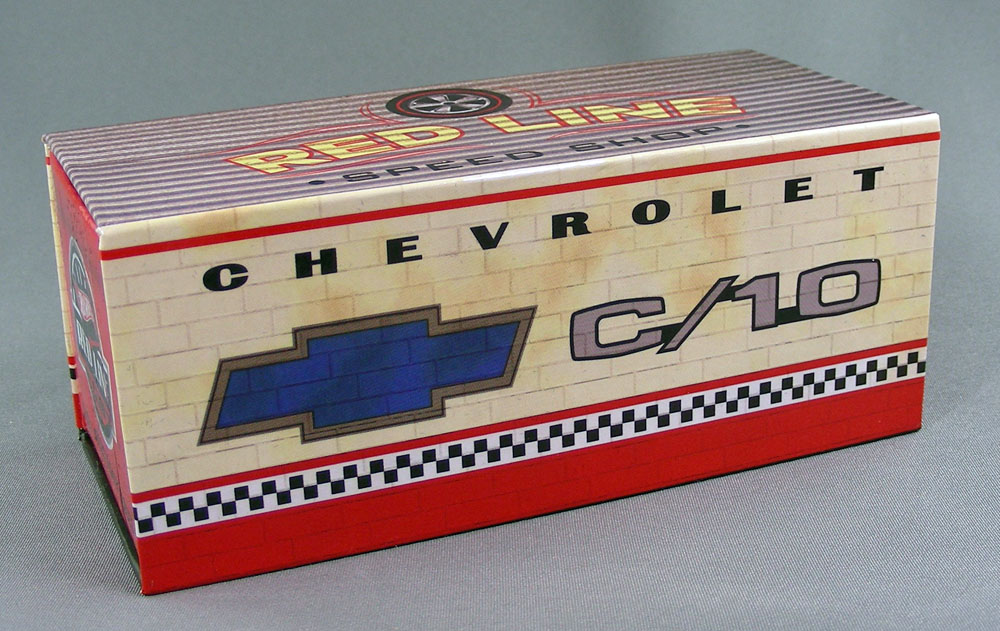 RED LINE
• SPEED SHOP •
CHEVROLET
C/10